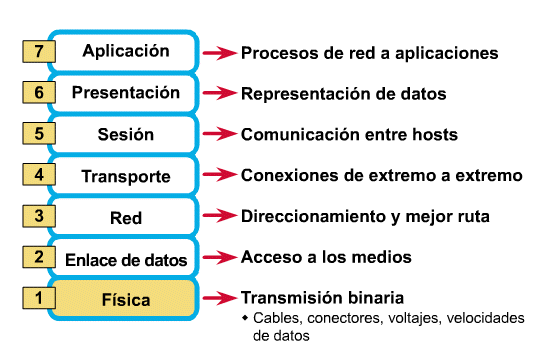 7 Aplicación Procesos de red a aplicaciones
6 Presentación Representación de datos
5 Sesión Comunicación entre hosts
4 Transporte Conexiones de extremo a extremo
3 Red Direccionamiento y mejor ruta
2 Enlace de datos Acceso a los medios
1 Física Transmisión binaria
• Cables, conectores, voltajes, velocidades
de datos